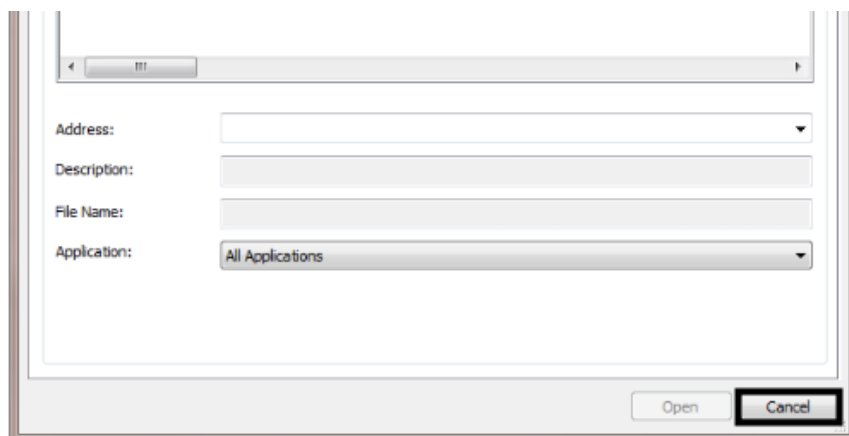 Address:
Description:
File Name:
Application: All Applications
Open Cancel